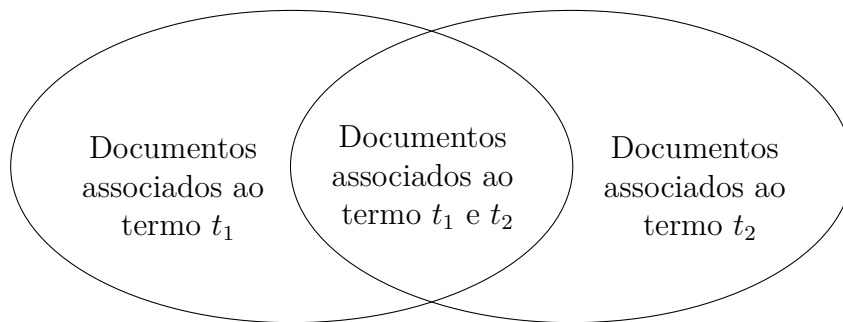 Documentos
associados ao
termo t₁
Documentos
associados ao
termo t₁ e t₂
Documentos
associados ao
termo t₂